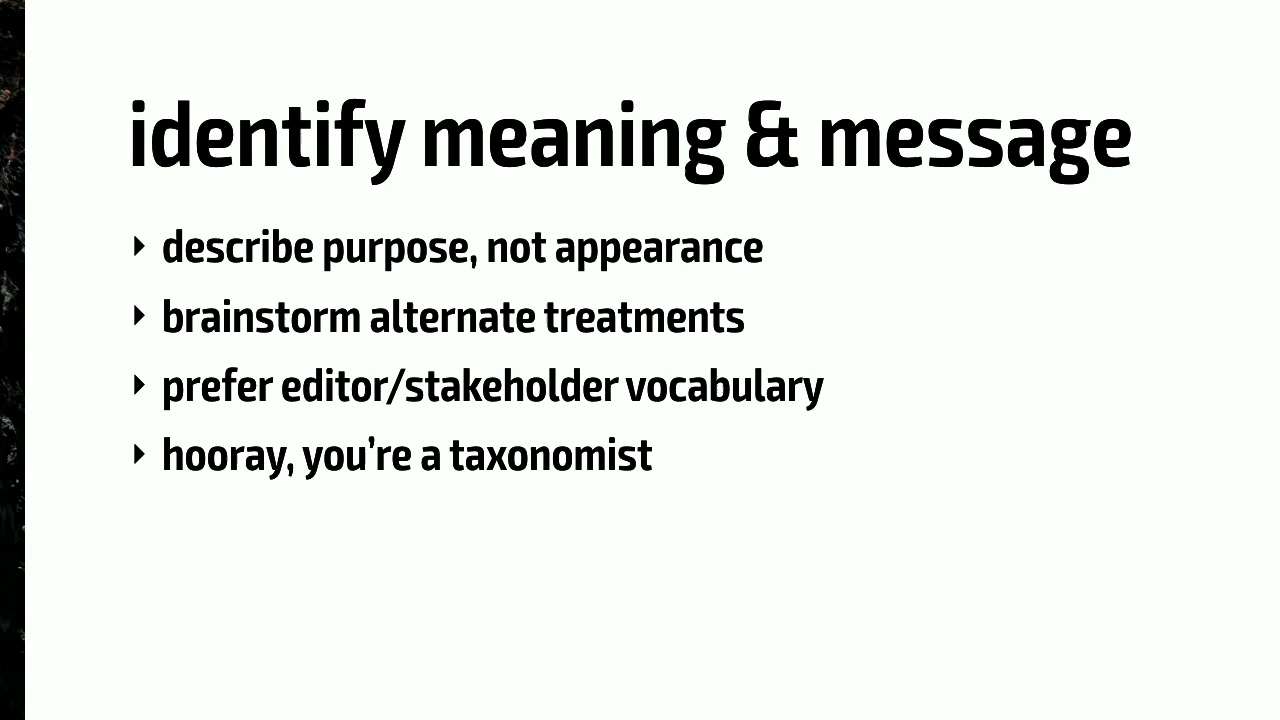 identify meaning & message
‣ describe purpose, not appearance
‣ brainstorm alternate treatments
‣ prefer editor/stakeholder vocabulary
‣ hooray, you’re a taxonomist